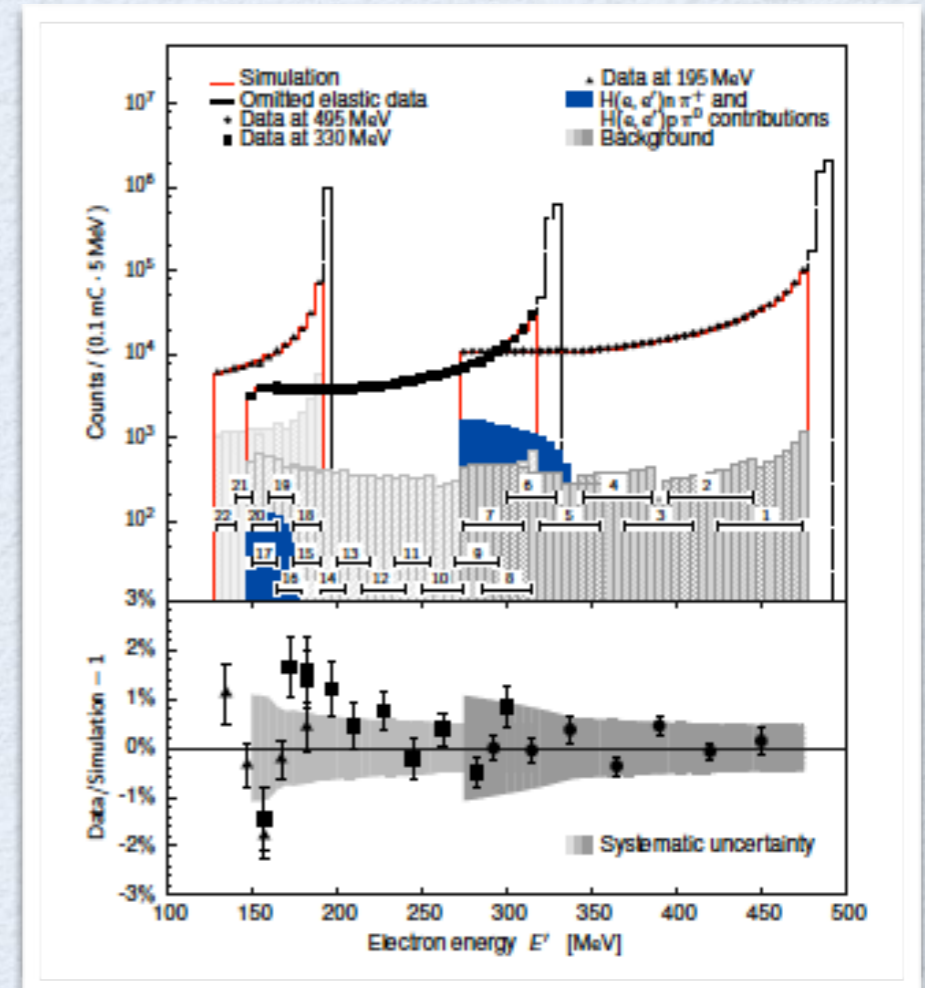 Simulation
Omitted elastic data
Data at 495 MeV
Data at 330 MeV
Data at 195 MeV
H(e, e′)n π⁺ and
H(e, e′)p π⁰ contributions
Background
Counts / (0.1 mC · 5 MeV)
10⁷
10⁶
10⁵
10⁴
10³
10²
21 19 6 4 2
22 20 18 7 5 3 1
17 15 13 11 9
16 14 12 10 8
3%
2%
1%
0%
-1%
-2%
-3%
Data/Simulation − 1
Systematic uncertainty
100 150 200 250 300 350 400 450 500
Electron energy E′ [MeV]